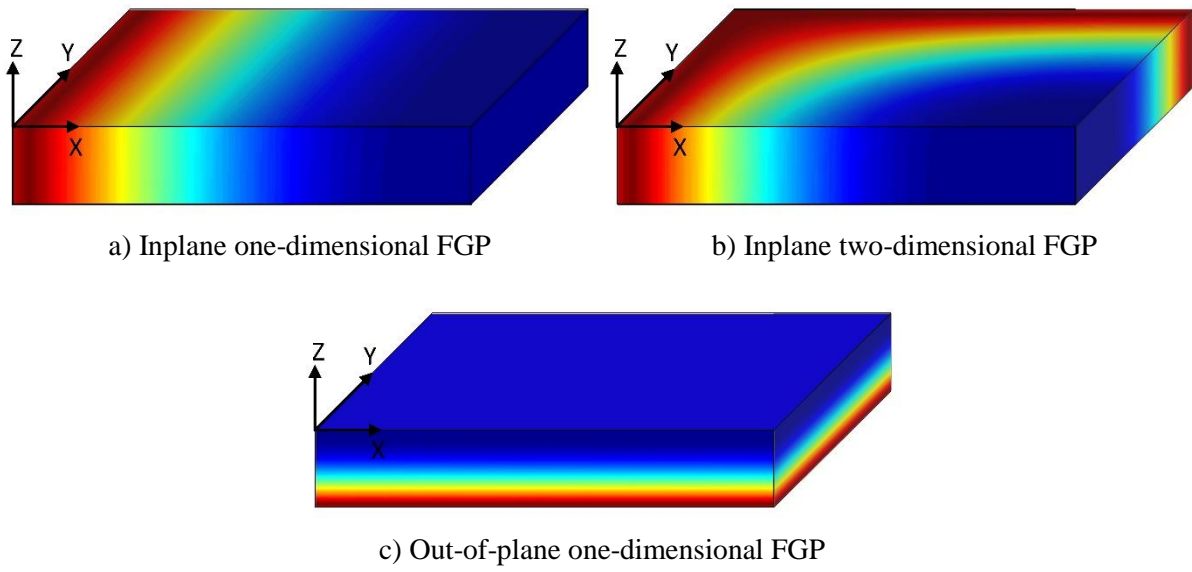 Z
Y
X
Z
Y
X
a) Inplane one-dimensional FGP
b) Inplane two-dimensional FGP
Z
Y
X
c) Out-of-plane one-dimensional FGP